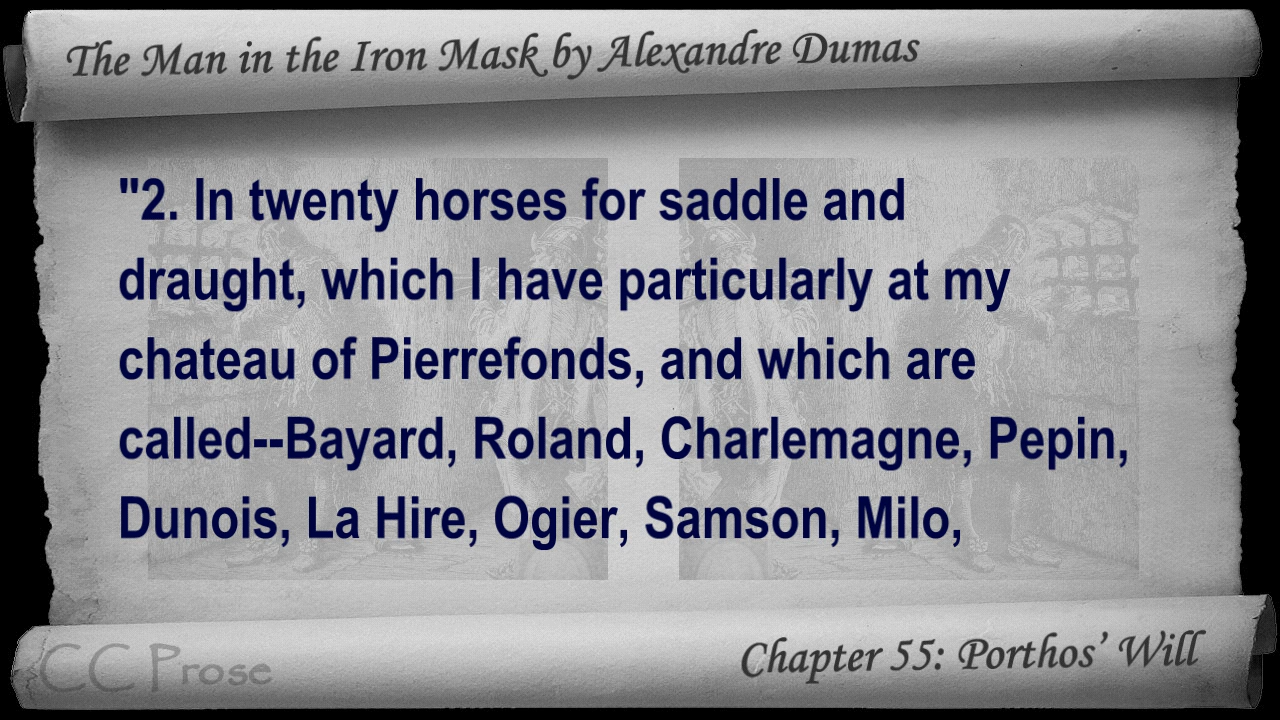 The Man in the Iron Mask by Alexandre Dumas
"2. In twenty horses for saddle and
draught, which I have particularly at my
chateau of Pierrefonds, and which are
called--Bayard, Roland, Charlemagne, Pepin,
Dunois, La Hire, Ogier, Samson, Milo,
CC Prose
Chapter 55: Porthos’ Will